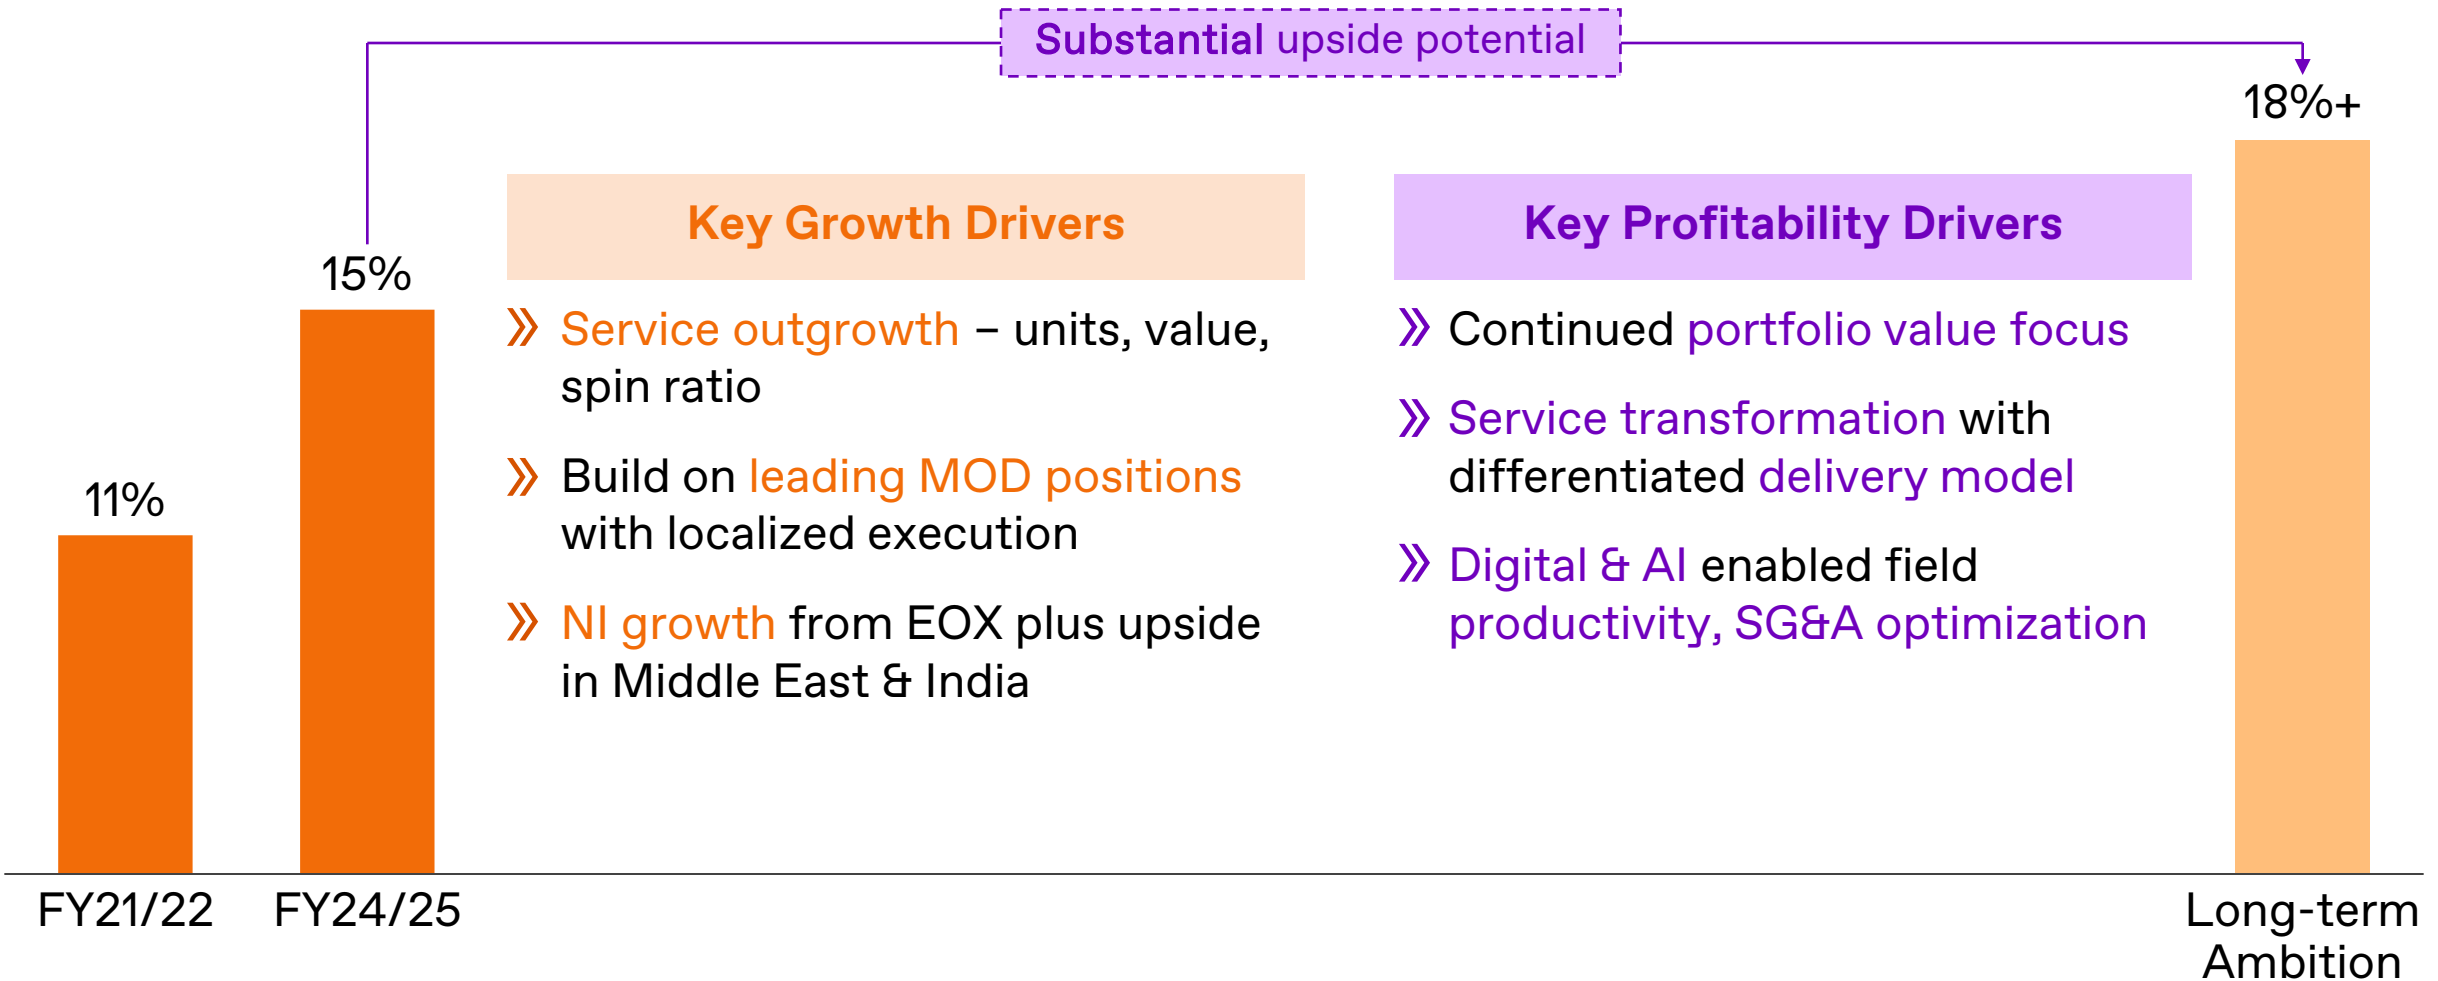 Substantial upside potential
18%+
15%
11%
Key Growth Drivers
Service outgrowth – units, value,
spin ratio
Build on leading MOD positions
with localized execution
NI growth from EOX plus upside
in Middle East & India
Key Profitability Drivers
Continued portfolio value focus
Service transformation with
differentiated delivery model
Digital & AI enabled field
productivity, SG&A optimization
FY21/22
FY24/25
Long-term
Ambition